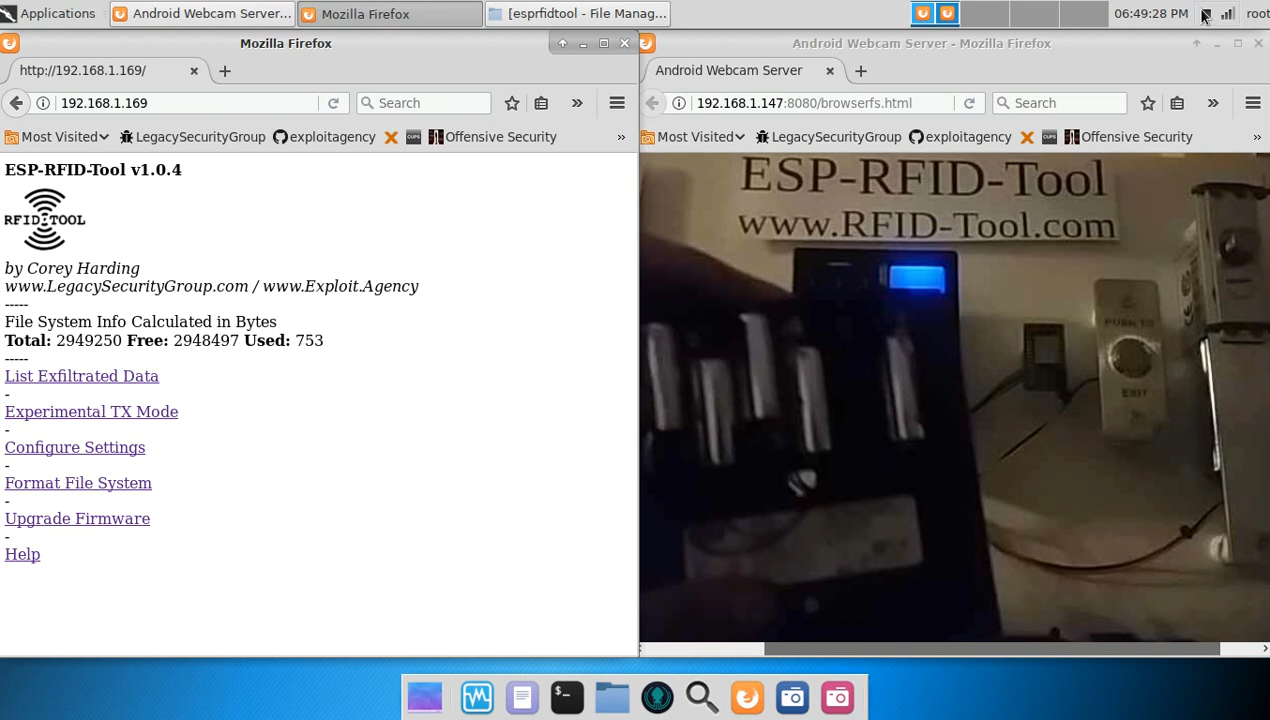 Applications
Android Webcam Server...
Mozilla Firefox
[esprfidtool - File Manag...
06:49:28 PM
root
Mozilla Firefox
http://192.168.1.169/
192.168.1.169
Search
Most Visited
LegacySecurityGroup
exploitagency
CUPS
Offensive Security
»
ESP-RFID-Tool v1.0.4
RFID TOOL
by Corey Harding
www.LegacySecurityGroup.com / www.Exploit.Agency
-----
File System Info Calculated in Bytes
Total: 2949250 Free: 2948497 Used: 753
-----
List Exfiltrated Data
-
Experimental TX Mode
-
Configure Settings
-
Format File System
-
Upgrade Firmware
-
Help
Android Webcam Server - Mozilla Firefox
Android Webcam Server
192.168.1.147:8080/browserfs.html
Search
Most Visited
LegacySecurityGroup
exploitagency
CUPS
Offensive Security
»
ESP-RFID-Tool
www.RFID-Tool.com
PUSH TO
EXIT
$_